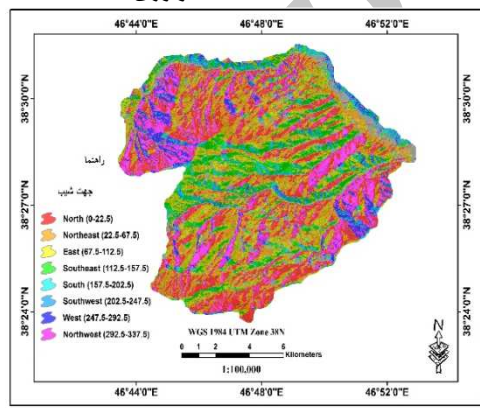 46°44'0"E 46°48'0"E 46°52'0"E
38°30'0"N 38°30'0"N
راهنما
38°27'0"N 38°27'0"N
جهت شیب
North (0-22.5)
Northeast (22.5-67.5)
East (67.5-112.5)
Southeast (112.5-157.5)
South (157.5-202.5)
Southwest (202.5-247.5)
West (247.5-292.5)
Northwest (292.5-337.5)
38°24'0"N 38°24'0"N
WGS 1984 UTM Zone 38N
0 1 2 4 6
Kilometers
1:100,000
N
46°44'0"E 46°48'0"E 46°52'0"E